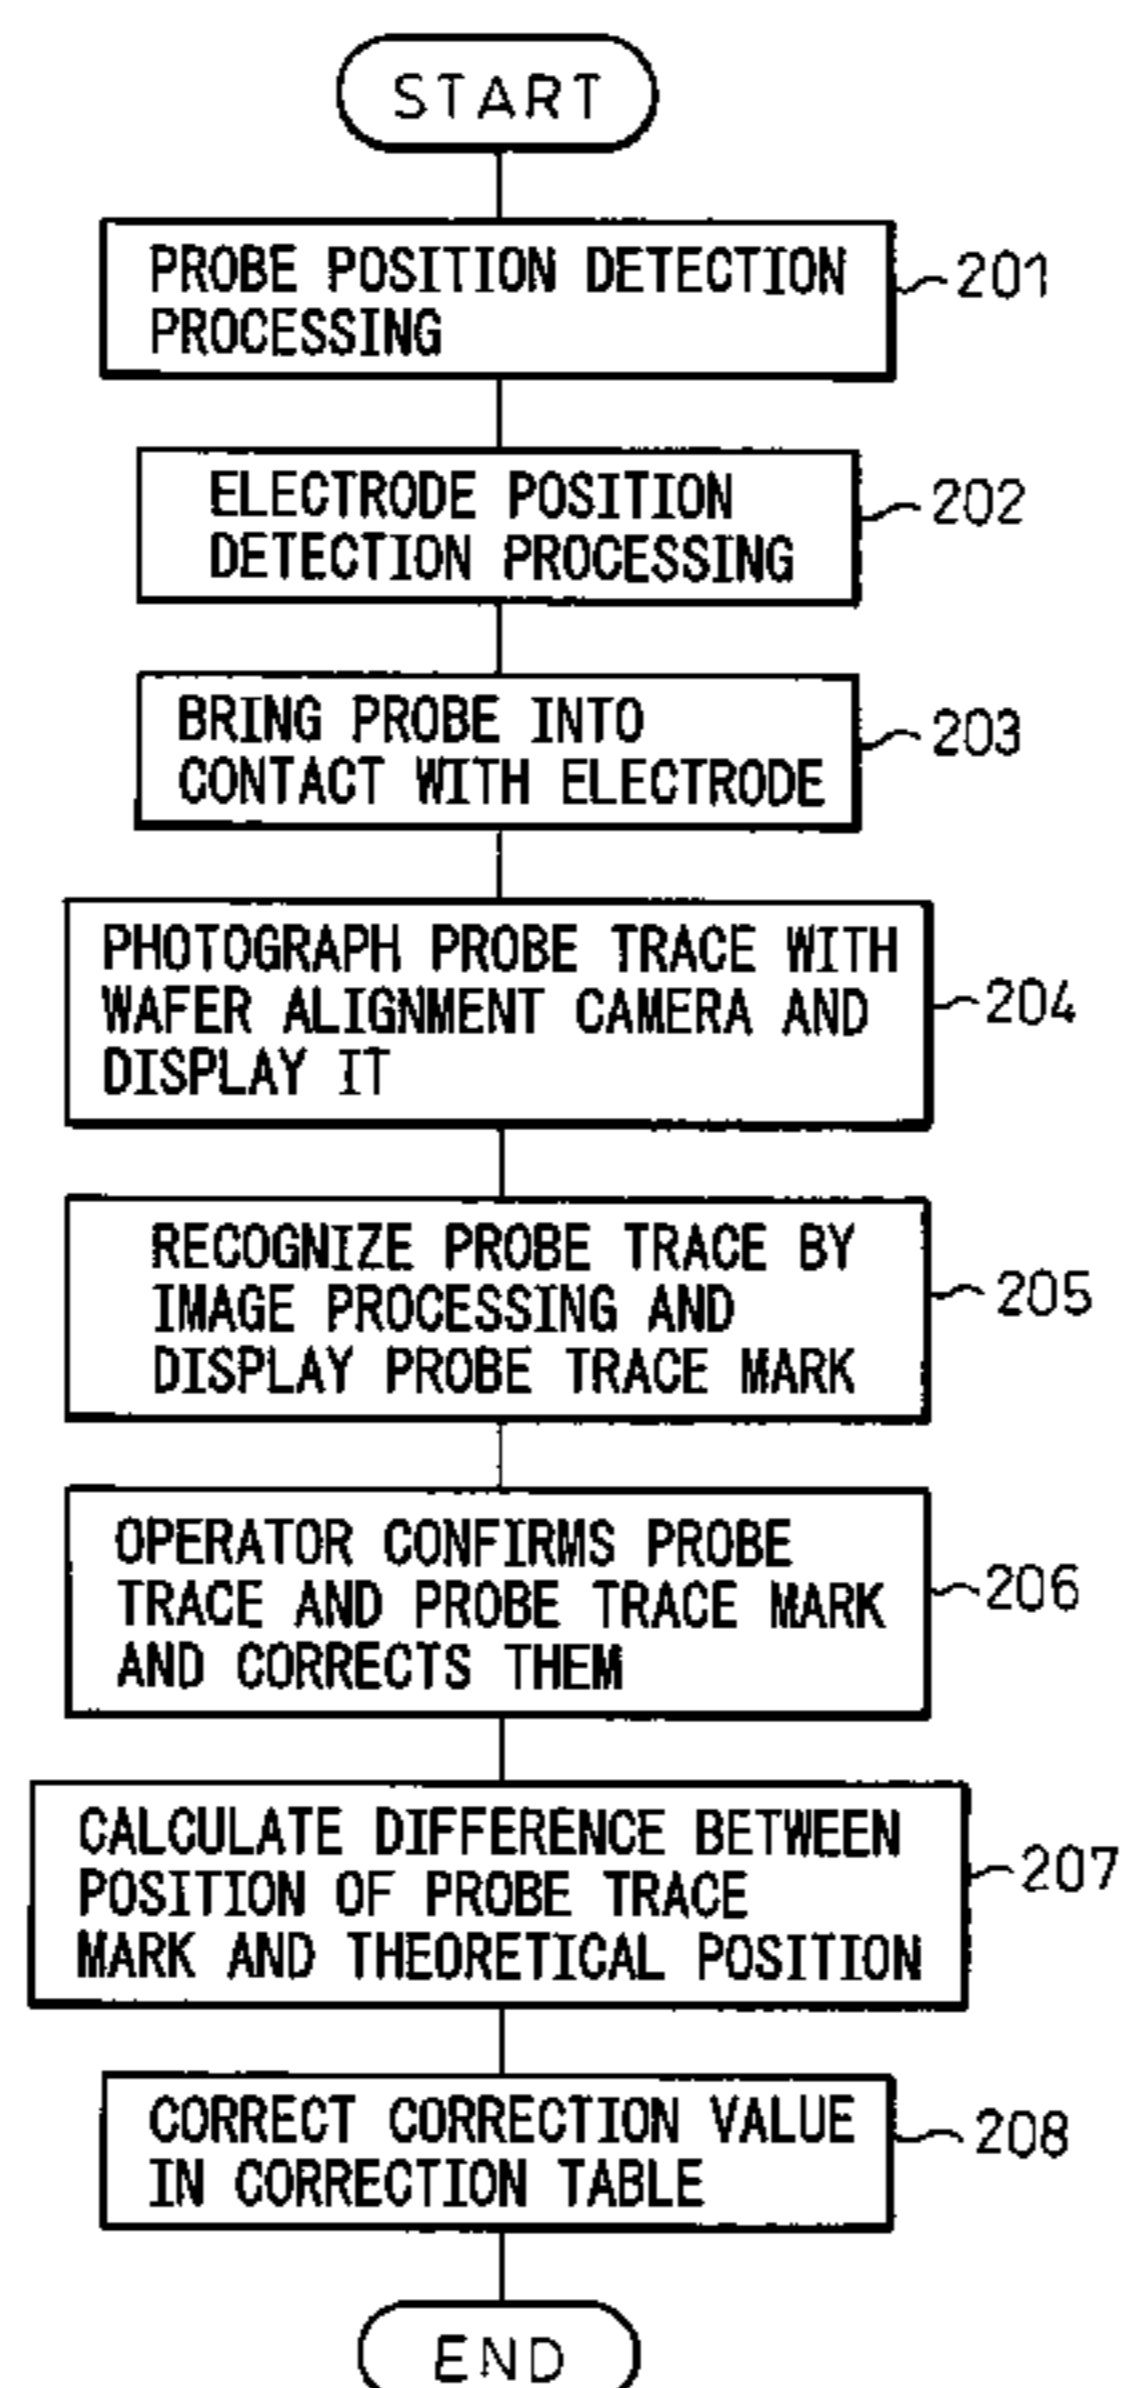 START
PROBE POSITION DETECTION
PROCESSING
201
ELECTRODE POSITION
DETECTION PROCESSING
202
BRING PROBE INTO
CONTACT WITH ELECTRODE
203
PHOTOGRAPH PROBE TRACE WITH
WAFER ALIGNMENT CAMERA AND
DISPLAY IT
204
RECOGNIZE PROBE TRACE BY
IMAGE PROCESSING AND
DISPLAY PROBE TRACE MARK
205
OPERATOR CONFIRMS PROBE
TRACE AND PROBE TRACE MARK
AND CORRECTS THEM
206
CALCULATE DIFFERENCE BETWEEN
POSITION OF PROBE TRACE
MARK AND THEORETICAL POSITION
207
CORRECT CORRECTION VALUE
IN CORRECTION TABLE
208
END